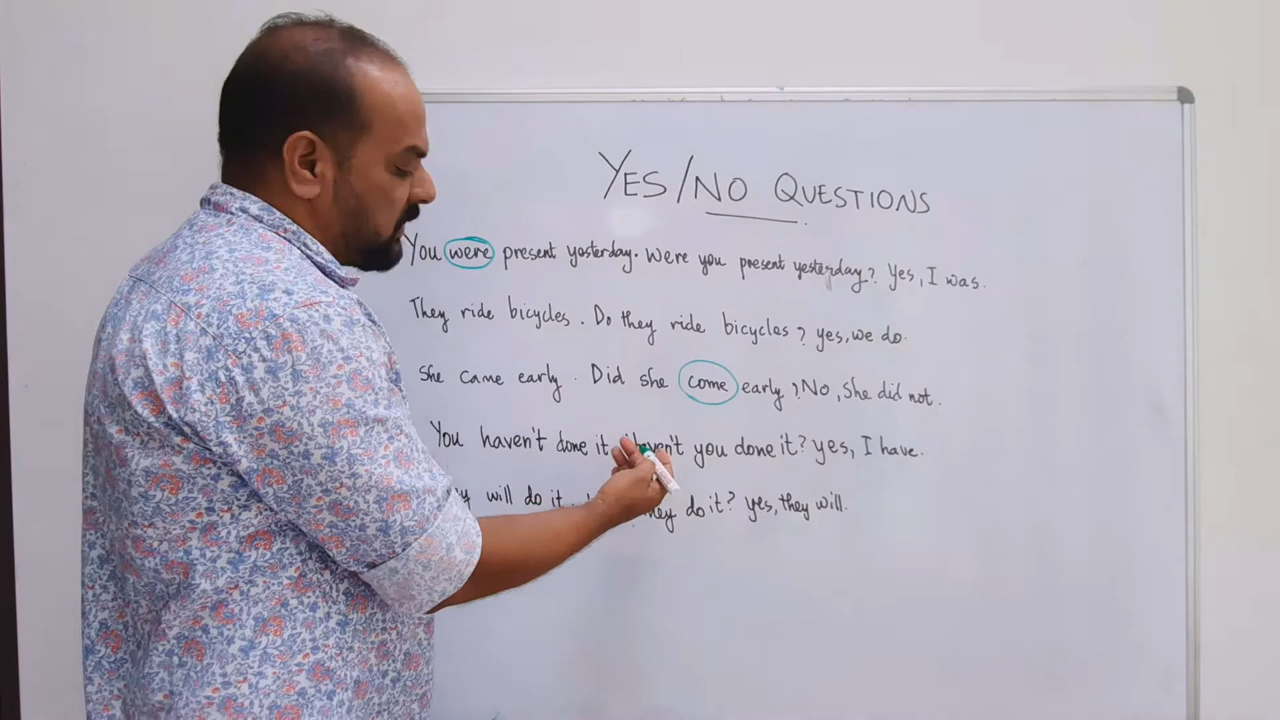 YES/NO QUESTIONS
You were present yesterday. Were you present yesterday? Yes, I was.
They ride bicycles. Do they ride bicycles? yes, we do.
She came early. Did she come early? No, She did not.
You haven't done it. Haven't you done it? yes, I have.
will do it. they do it? yes, they will.